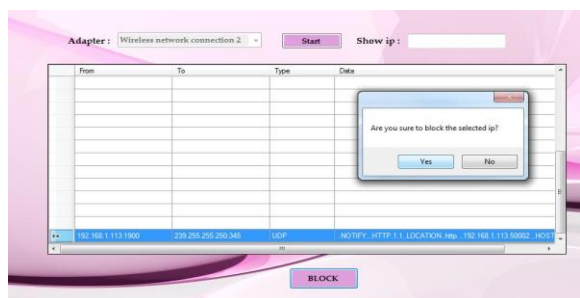 Adapter : Wireless network connection 2 Start Show ip :
From To Type Data
Are you sure to block the selected ip?
Yes No
192.168.1.113:1900 239.255.255.250:345 UDP .NOTIFY...HTTP.1.1..LOCATION..http...192.168.1.113.50002...HOST
BLOCK